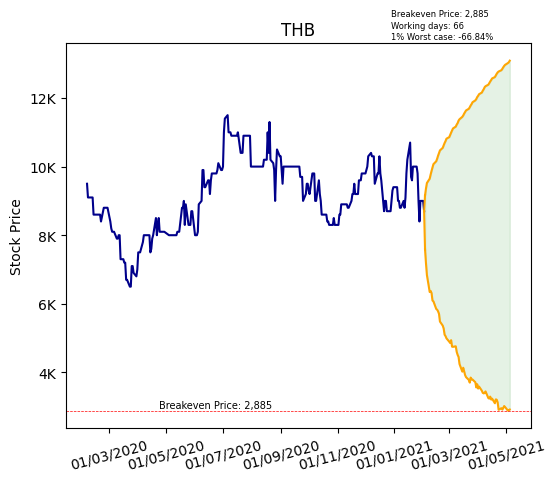 Breakeven Price: 2,885
Working days: 66
1% Worst case: -66.84%
THB
Stock Price
12K
10K
8K
6K
4K
Breakeven Price: 2,885
01/03/2020
01/05/2020
01/07/2020
01/09/2020
01/11/2020
01/01/2021
01/03/2021
01/05/2021